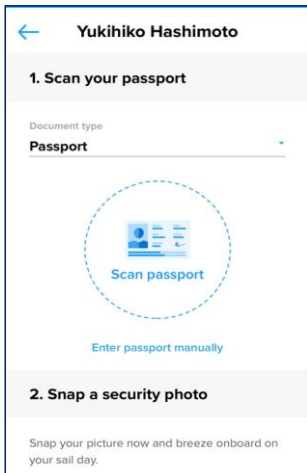 Yukihiko Hashimoto
1. Scan your passport
Document type
Passport
Scan passport
Enter passport manually
2. Snap a security photo
Snap your picture now and breeze onboard on
your sail day.